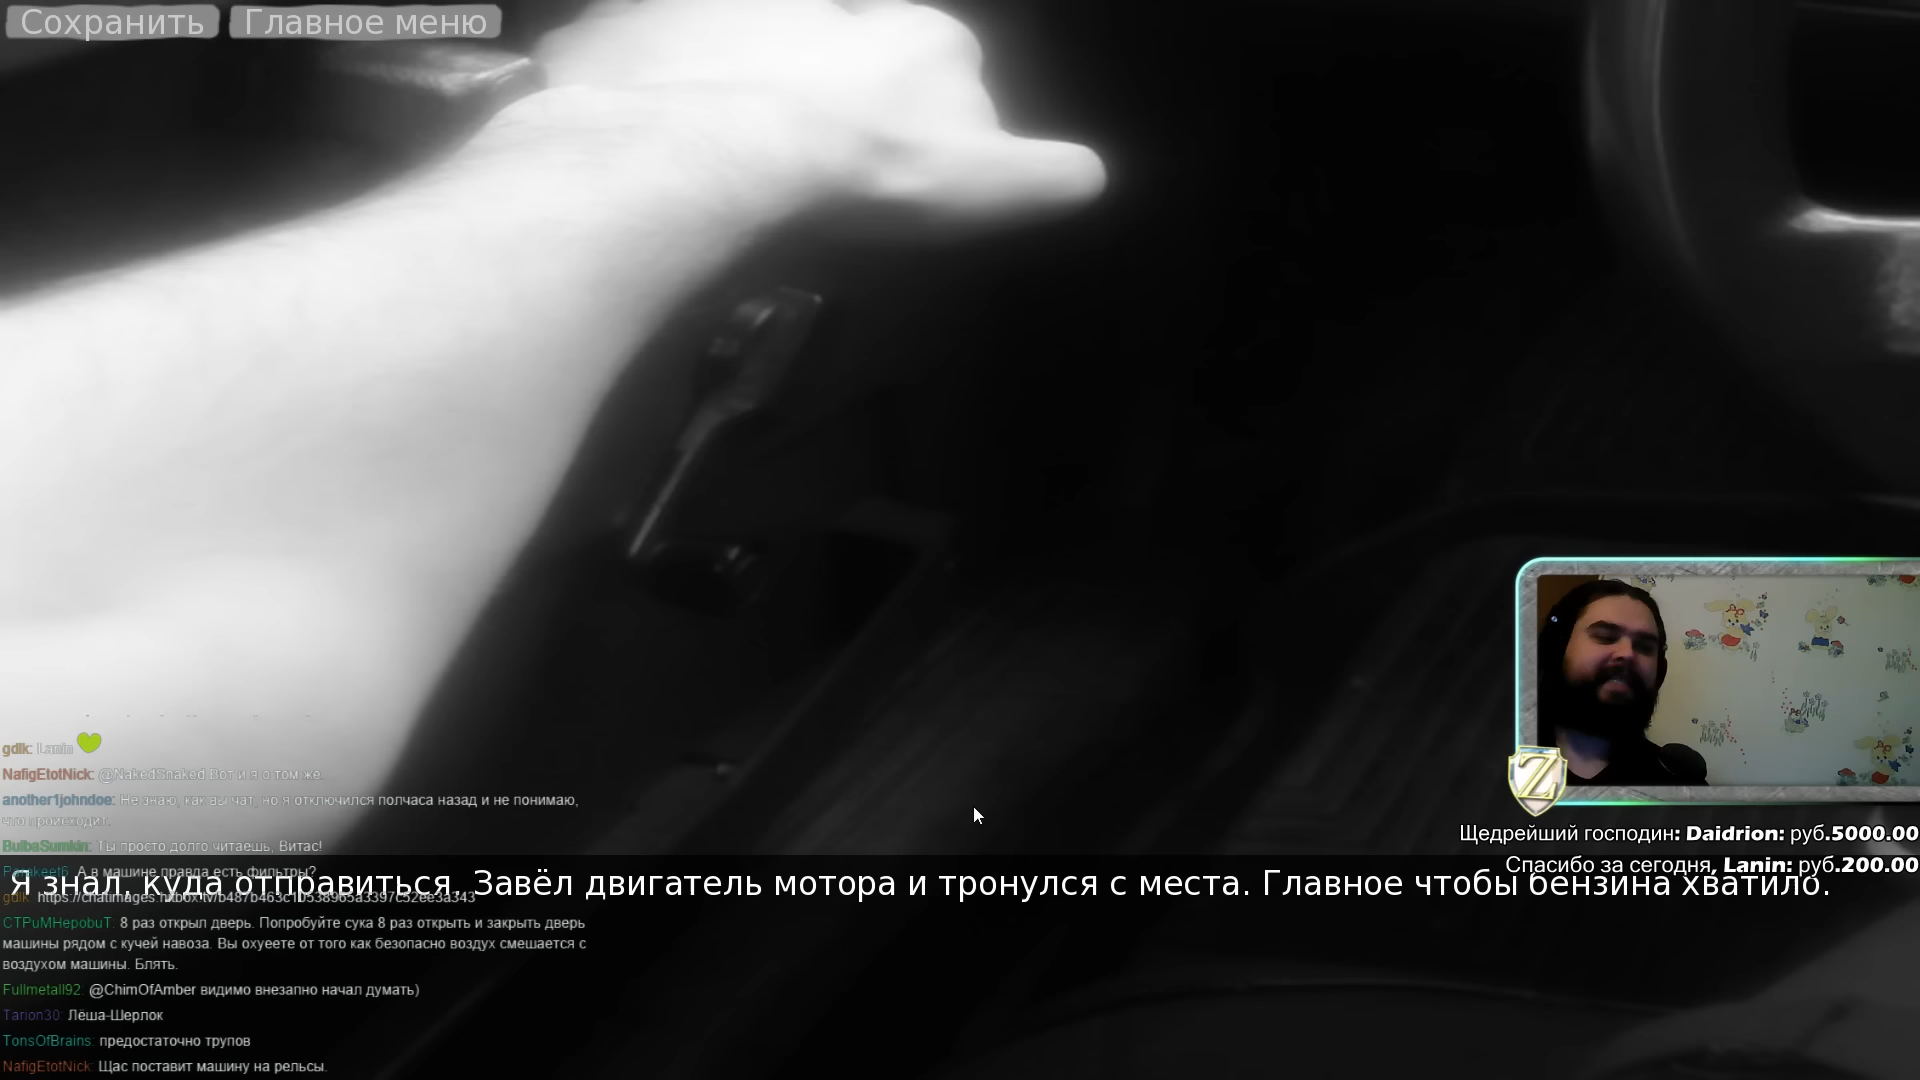 Сохранить
Главное меню
gdlk: Lanin
NafigEtotNick: @NakedSnaked Вот и я о том же.
another1johndoe: Не знаю, как вы чат, но я отключился полчаса назад и не понимаю,
что происходит.
BulbaSumkin: Ты просто долго читаешь, Витас!
Parakeet6: А в машине правда есть фильтры?
Я знал, куда отправиться. Завёл двигатель мотора и тронулся с места. Главное чтобы бензина хватило.
CTPuMHepobuT: 8 раз открыл дверь. Попробуйте сука 8 раз открыть и закрыть дверь
машины рядом с кучей навоза. Вы охуеете от того как безопасно воздух смешается с
воздухом машины. Блять.
Fullmetall92: @ChimOfAmber видимо внезапно начал думать)
Tarion30: Лёша-Шерлок
TonsOfBrains: предостаточно трупов
NafigEtotNick: Щас поставит машину на рельсы.
Z
Щедрейший господин: Daidrion: руб.5000.00
Спасибо за сегодня, Lanin: руб.200.00